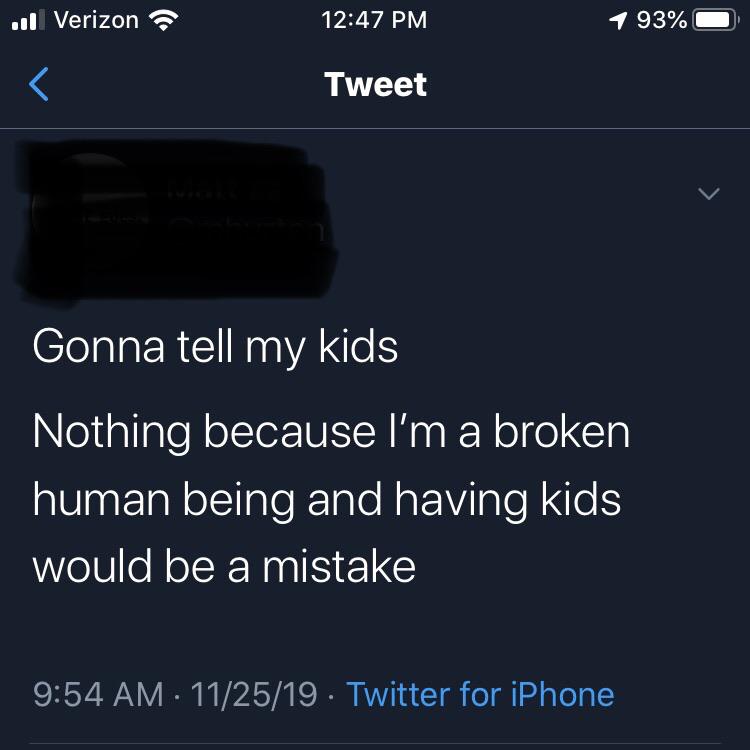 Verizon 12:47 PM 93%
Tweet
Gonna tell my kids
Nothing because I’m a broken
human being and having kids
would be a mistake
9:54 AM · 11/25/19 · Twitter for iPhone